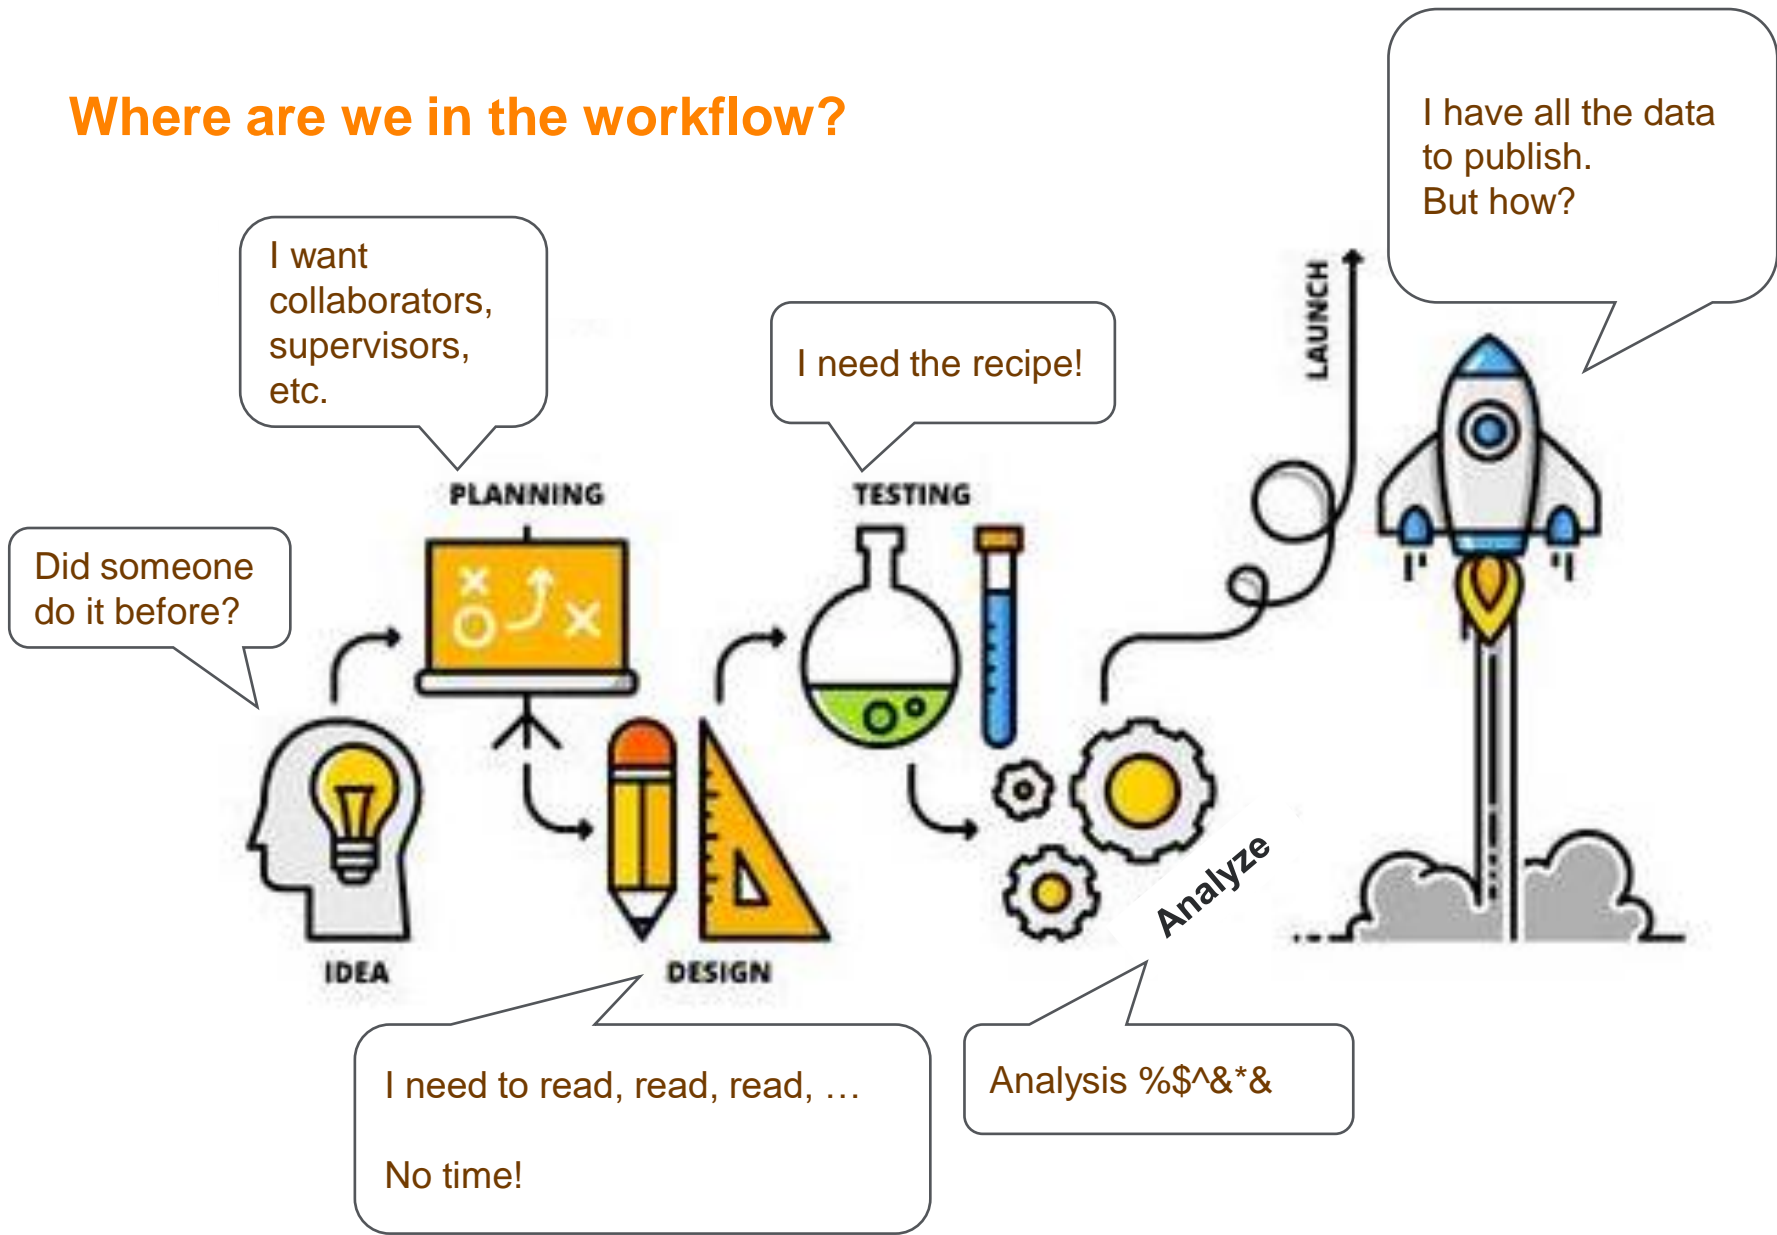 Where are we in the workflow?
I have all the data
to publish.
But how?
I want
collaborators,
supervisors,
etc.
I need the recipe!
LAUNCH
PLANNING
TESTING
Did someone
do it before?
Analyze
IDEA
DESIGN
I need to read, read, read, …
No time!
Analysis %$^&*&